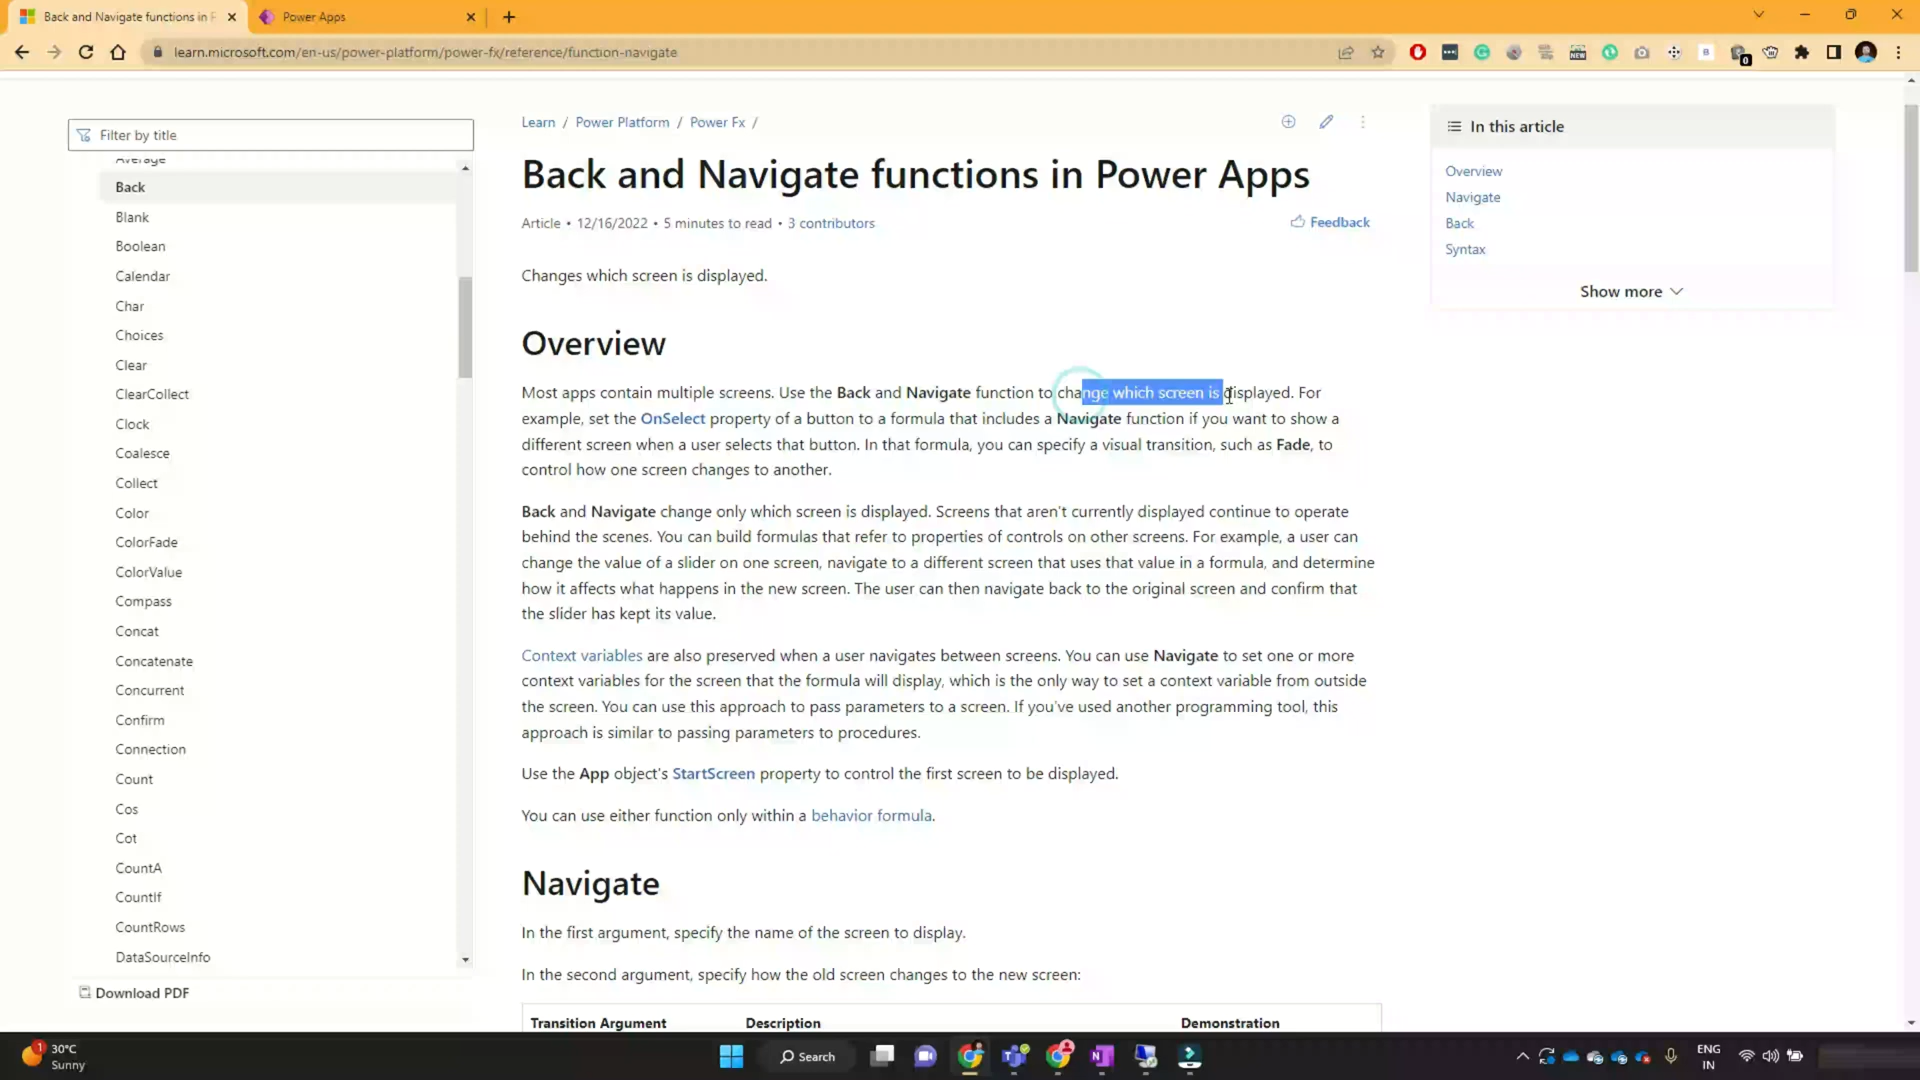 Back and Navigate functions in P
Power Apps
learn.microsoft.com/en-us/power-platform/power-fx/reference/function-navigate
NEW
B
0
Filter by title
Average
Back
Blank
Boolean
Calendar
Char
Choices
Clear
ClearCollect
Clock
Coalesce
Collect
Color
ColorFade
ColorValue
Compass
Concat
Concatenate
Concurrent
Confirm
Connection
Count
Cos
Cot
CountA
CountIf
CountRows
DataSourceInfo
Download PDF
Learn / Power Platform / Power Fx /
Back and Navigate functions in Power Apps
Article • 12/16/2022 • 5 minutes to read • 3 contributors
Feedback
Changes which screen is displayed.
Overview
Most apps contain multiple screens. Use the Back and Navigate function to change which screen is displayed. For
example, set the OnSelect property of a button to a formula that includes a Navigate function if you want to show a
different screen when a user selects that button. In that formula, you can specify a visual transition, such as Fade, to
control how one screen changes to another.
Back and Navigate change only which screen is displayed. Screens that aren't currently displayed continue to operate
behind the scenes. You can build formulas that refer to properties of controls on other screens. For example, a user can
change the value of a slider on one screen, navigate to a different screen that uses that value in a formula, and determine
how it affects what happens in the new screen. The user can then navigate back to the original screen and confirm that
the slider has kept its value.
Context variables are also preserved when a user navigates between screens. You can use Navigate to set one or more
context variables for the screen that the formula will display, which is the only way to set a context variable from outside
the screen. You can use this approach to pass parameters to a screen. If you've used another programming tool, this
approach is similar to passing parameters to procedures.
Use the App object's StartScreen property to control the first screen to be displayed.
You can use either function only within a behavior formula.
Navigate
In the first argument, specify the name of the screen to display.
In the second argument, specify how the old screen changes to the new screen:
Transition Argument Description Demonstration
In this article
Overview
Navigate
Back
Syntax
Show more
1
30°C
Sunny
Search
ENG
IN